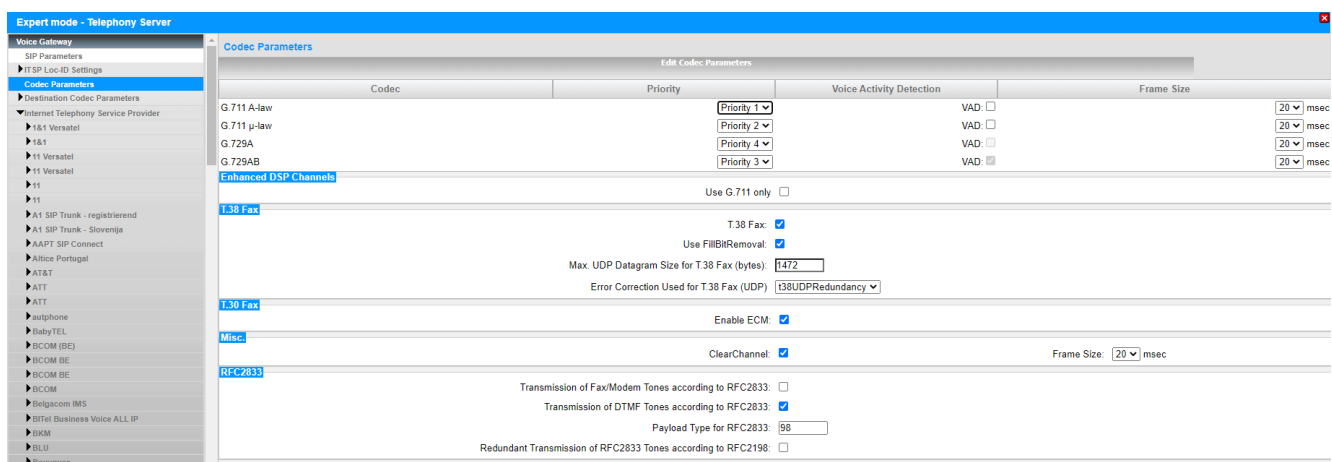 Expert mode - Telephony Server
Voice Gateway
SIP Parameters
ITSP Loc-ID Settings
Codec Parameters
Destination Codec Parameters
Internet Telephony Service Provider
1&1 Versatel
1&1
11 Versatel
11 Versatel
11
11
A1 SIP Trunk - registrierend
A1 SIP Trunk - Slovenija
AAPT SIP Connect
Altice Portugal
AT&T
ATT
ATT
autphone
BabyTEL
BCOM (BE)
BCOM BE
BCOM BE
BCOM
Belgacom IMS
BITel Business Voice ALL IP
BKM
BLU
Codec Parameters
Edit Codec Parameters
Codec Priority Voice Activity Detection Frame Size
G.711 A-law Priority 1 VAD: 20 msec
G.711 μ-law Priority 2 VAD: 20 msec
G.729A Priority 4 VAD: 20 msec
G.729AB Priority 3 VAD: 20 msec
Enhanced DSP Channels
Use G.711 only
T.38 Fax
T.38 Fax:
Use FillBitRemoval:
Max. UDP Datagram Size for T.38 Fax (bytes): 1472
Error Correction Used for T.38 Fax (UDP) t38UDPRedundancy
T.30 Fax
Enable ECM:
Misc.
ClearChannel: Frame Size: 20 msec
RFC2833
Transmission of Fax/Modem Tones according to RFC2833:
Transmission of DTMF Tones according to RFC2833:
Payload Type for RFC2833: 98
Redundant Transmission of RFC2833 Tones according to RFC2198: